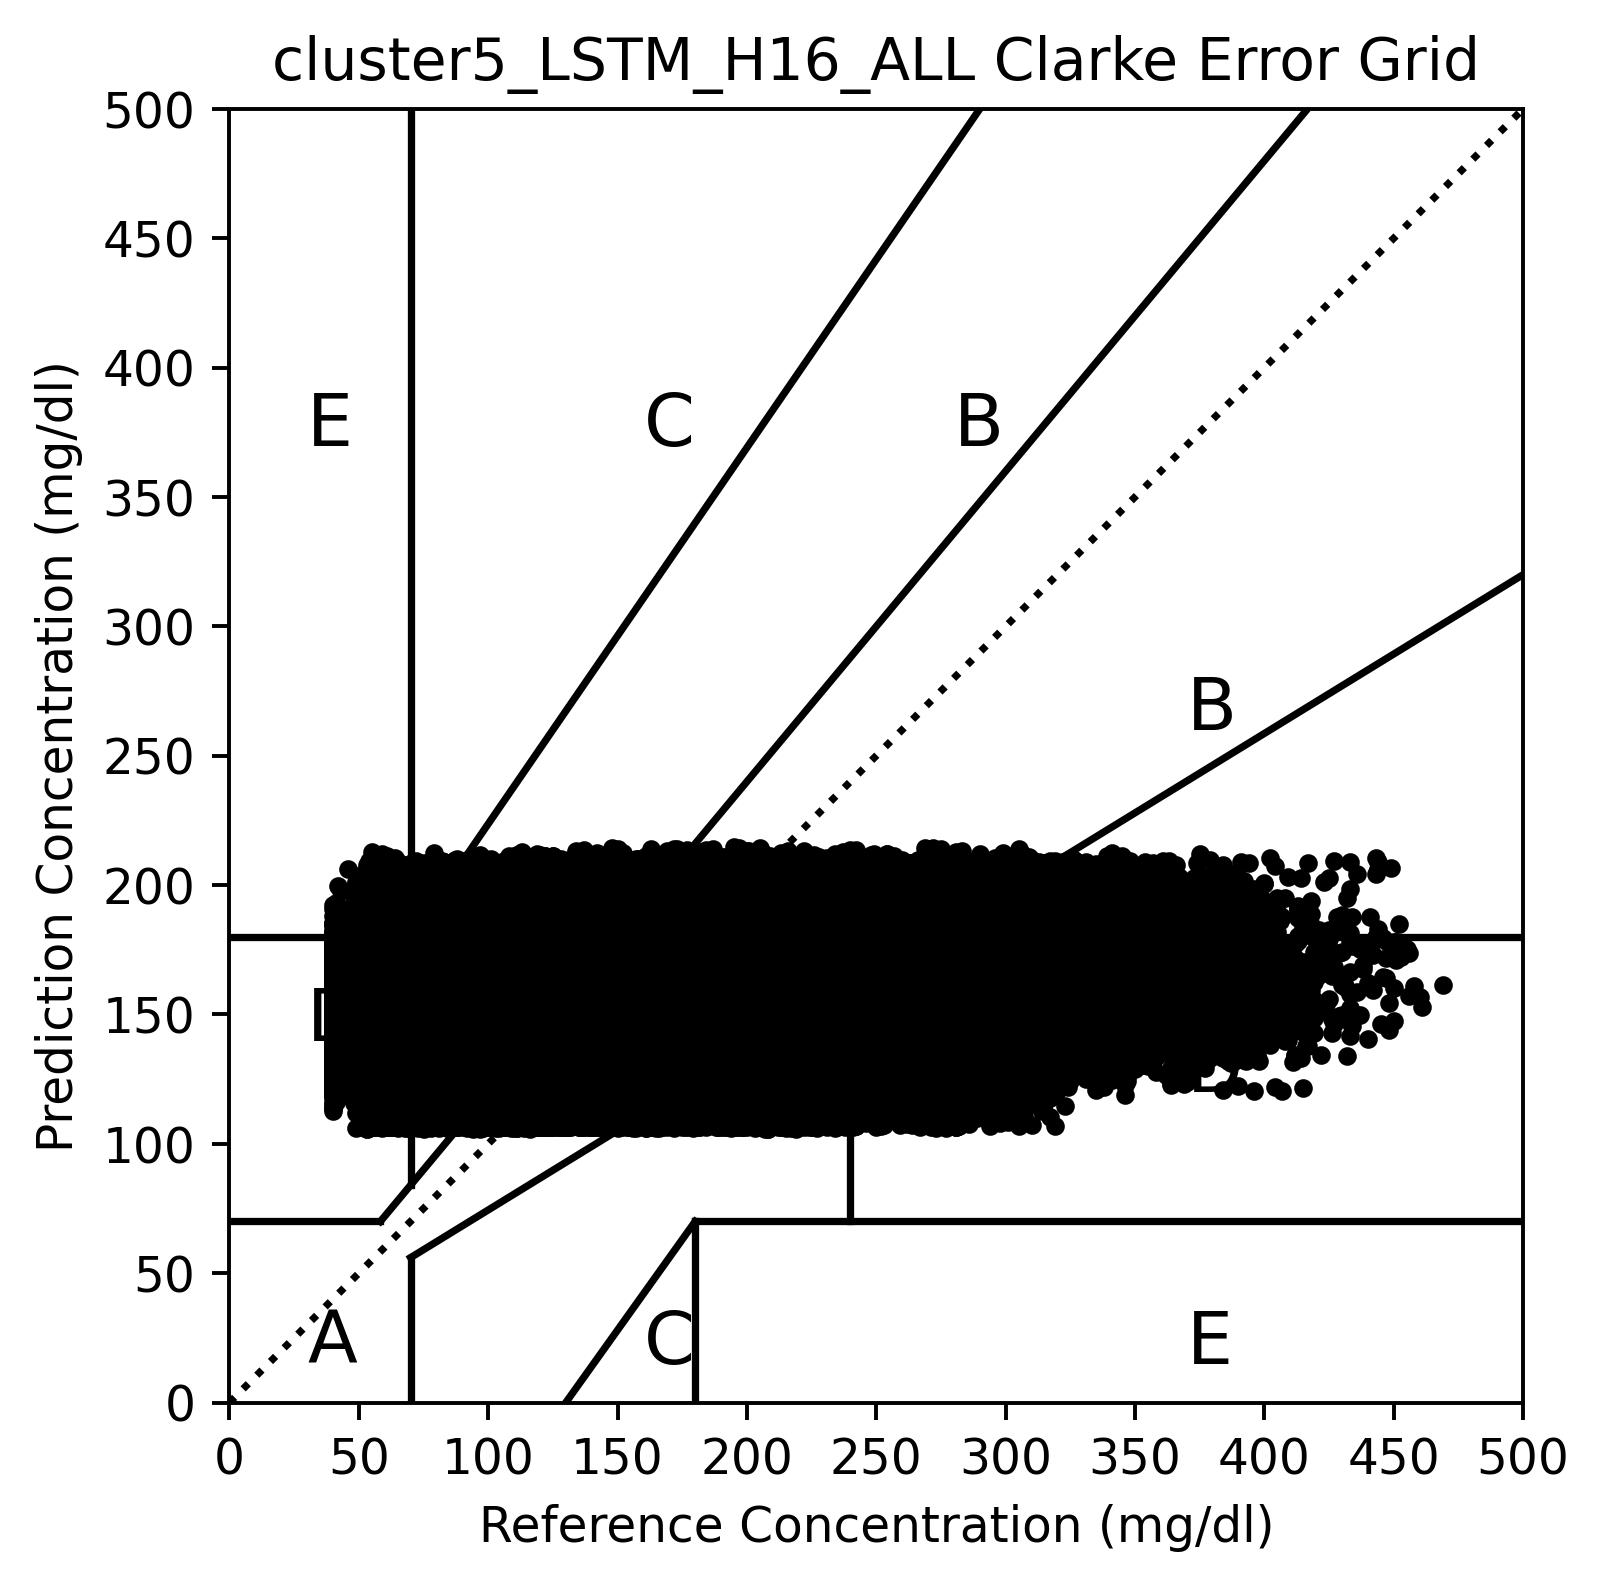 cluster5_LSTM_H16_ALL Clarke Error Grid
500
450
400
350
300
250
200
150
100
50
0
Prediction Concentration (mg/dl)
E
C
B
B
A
C
E
0 50 100 150 200 250 300 350 400 450 500
Reference Concentration (mg/dl)